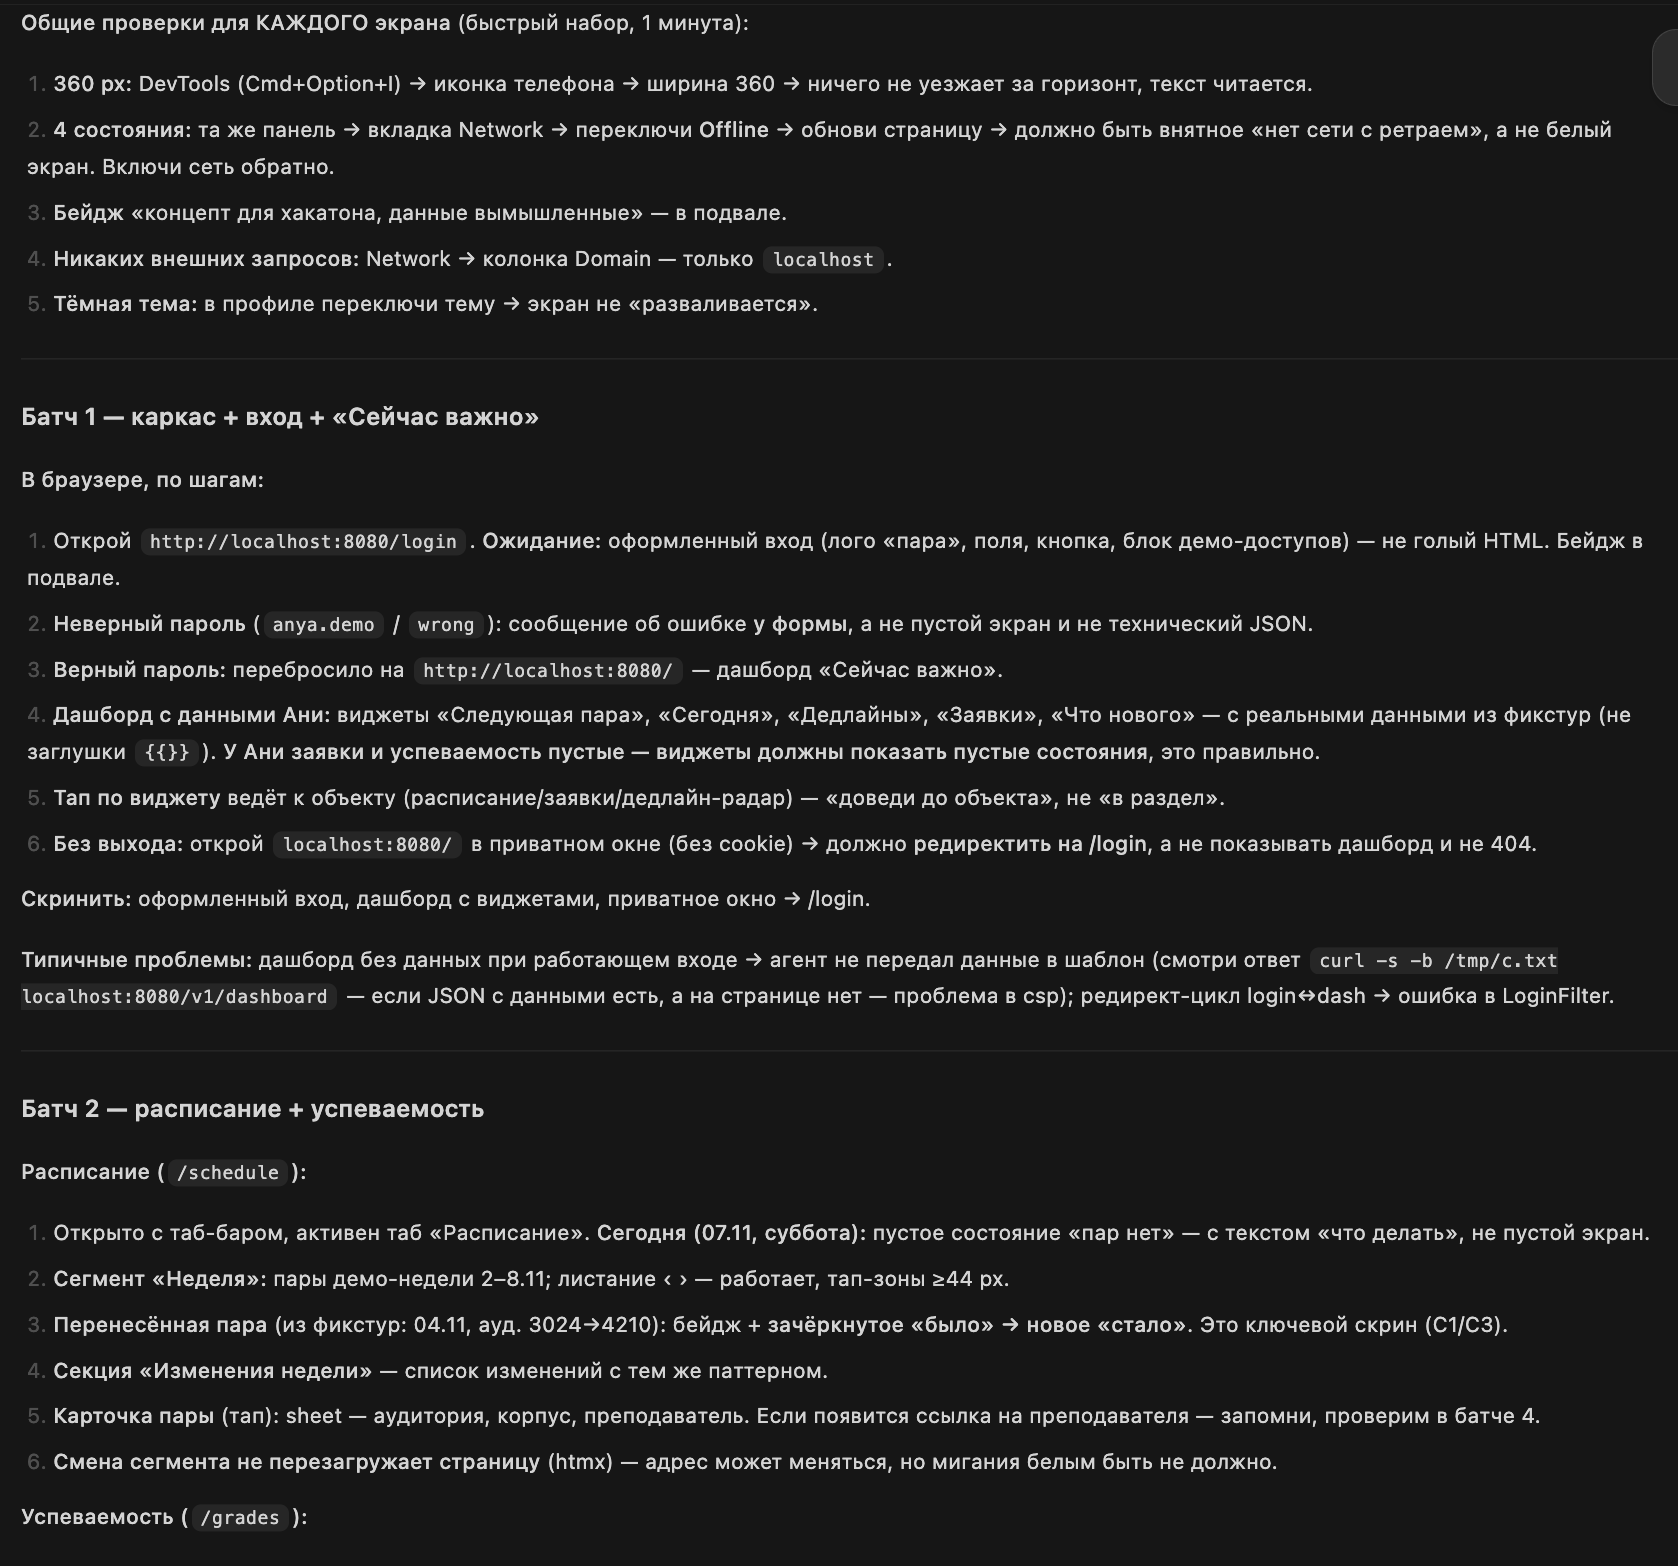 Общие проверки для КАЖДОГО экрана (быстрый набор, 1 минута):
1. 360 px: DevTools (Cmd+Option+I) → иконка телефона → ширина 360 → ничего не уезжает за горизонт, текст читается.
2. 4 состояния: та же панель → вкладка Network → переключи Offline → обнови страницу → должно быть внятное «нет сети с ретраем», а не белый
экран. Включи сеть обратно.
3. Бейдж «концепт для хакатона, данные вымышленные» — в подвале.
4. Никаких внешних запросов: Network → колонка Domain — только localhost.
5. Тёмная тема: в профиле переключи тему → экран не «разваливается».
Батч 1 — каркас + вход + «Сейчас важно»
В браузере, по шагам:
1. Открой http://localhost:8080/login. Ожидание: оформленный вход (лого «пара», поля, кнопка, блок демо-доступов) — не голый HTML. Бейдж в
подвале.
2. Неверный пароль (anya.demo / wrong): сообщение об ошибке у формы, а не пустой экран и не технический JSON.
3. Верный пароль: перебросило на http://localhost:8080/ — дашборд «Сейчас важно».
4. Дашборд с данными Ани: виджеты «Следующая пара», «Сегодня», «Дедлайны», «Заявки», «Что нового» — с реальными данными из фикстур (не
заглушки {{}}). У Ани заявки и успеваемость пустые — виджеты должны показать пустые состояния, это правильно.
5. Тап по виджету ведёт к объекту (расписание/заявки/дедлайн-радар) — «доведи до объекта», не «в раздел».
6. Без выхода: открой localhost:8080/ в приватном окне (без cookie) → должно редиректить на /login, а не показывать дашборд и не 404.
Скринить: оформленный вход, дашборд с виджетами, приватное окно → /login.
Типичные проблемы: дашборд без данных при работающем входе → агент не передал данные в шаблон (смотри ответ curl -s -b /tmp/c.txt
localhost:8080/v1/dashboard — если JSON с данными есть, а на странице нет — проблема в csp); редирект-цикл login↔dash → ошибка в LoginFilter.
Батч 2 — расписание + успеваемость
Расписание (/schedule):
1. Открыто с таб-баром, активен таб «Расписание». Сегодня (07.11, суббота): пустое состояние «пар нет» — с текстом «что делать», не пустой экран.
2. Сегмент «Неделя»: пары демо-недели 2–8.11; листание ‹ › — работает, тап-зоны ≥44 px.
3. Перенесённая пара (из фикстур: 04.11, ауд. 3024→4210): бейдж + зачёркнутое «было» → новое «стало». Это ключевой скрин (С1/С3).
4. Секция «Изменения недели» — список изменений с тем же паттерном.
5. Карточка пары (тап): sheet — аудитория, корпус, преподаватель. Если появится ссылка на преподавателя — запомни, проверим в батче 4.
6. Смена сегмента не перезагружает страницу (htmx) — адрес может меняться, но мигания белым быть не должно.
Успеваемость (/grades):